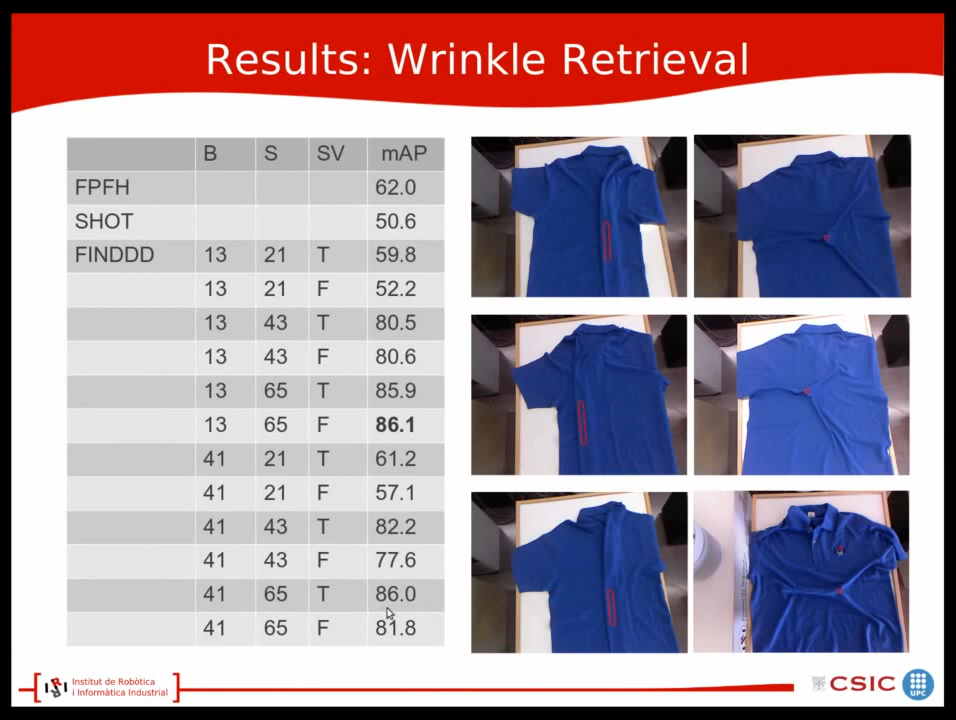 Results: Wrinkle Retrieval
B S SV mAP
FPFH 62.0
SHOT 50.6
FINDDD 13 21 T 59.8
13 21 F 52.2
13 43 T 80.5
13 43 F 80.6
13 65 T 85.9
13 65 F 86.1
41 21 T 61.2
41 21 F 57.1
41 43 T 82.2
41 43 F 77.6
41 65 T 86.0
41 65 F 81.8
IRI Institut de Robòtica
i Informàtica Industrial
CSIC
UPC